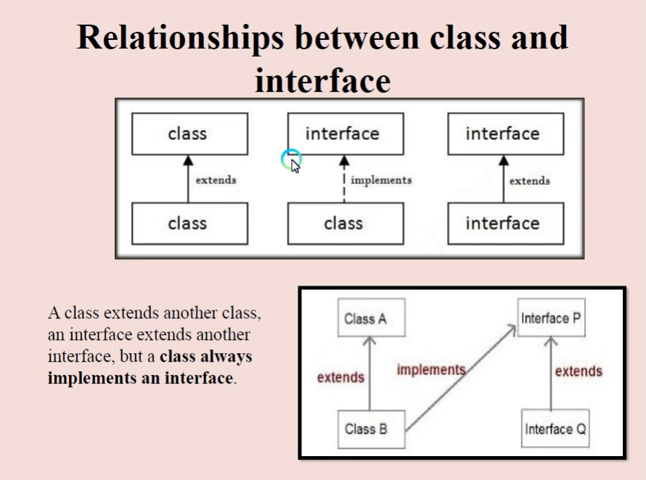 Relationships between class and
interface
class interface interface
extends implements extends
class class interface
A class extends another class,
an interface extends another
interface, but a class always
implements an interface.
Class A Interface P
extends implements extends
Class B Interface Q